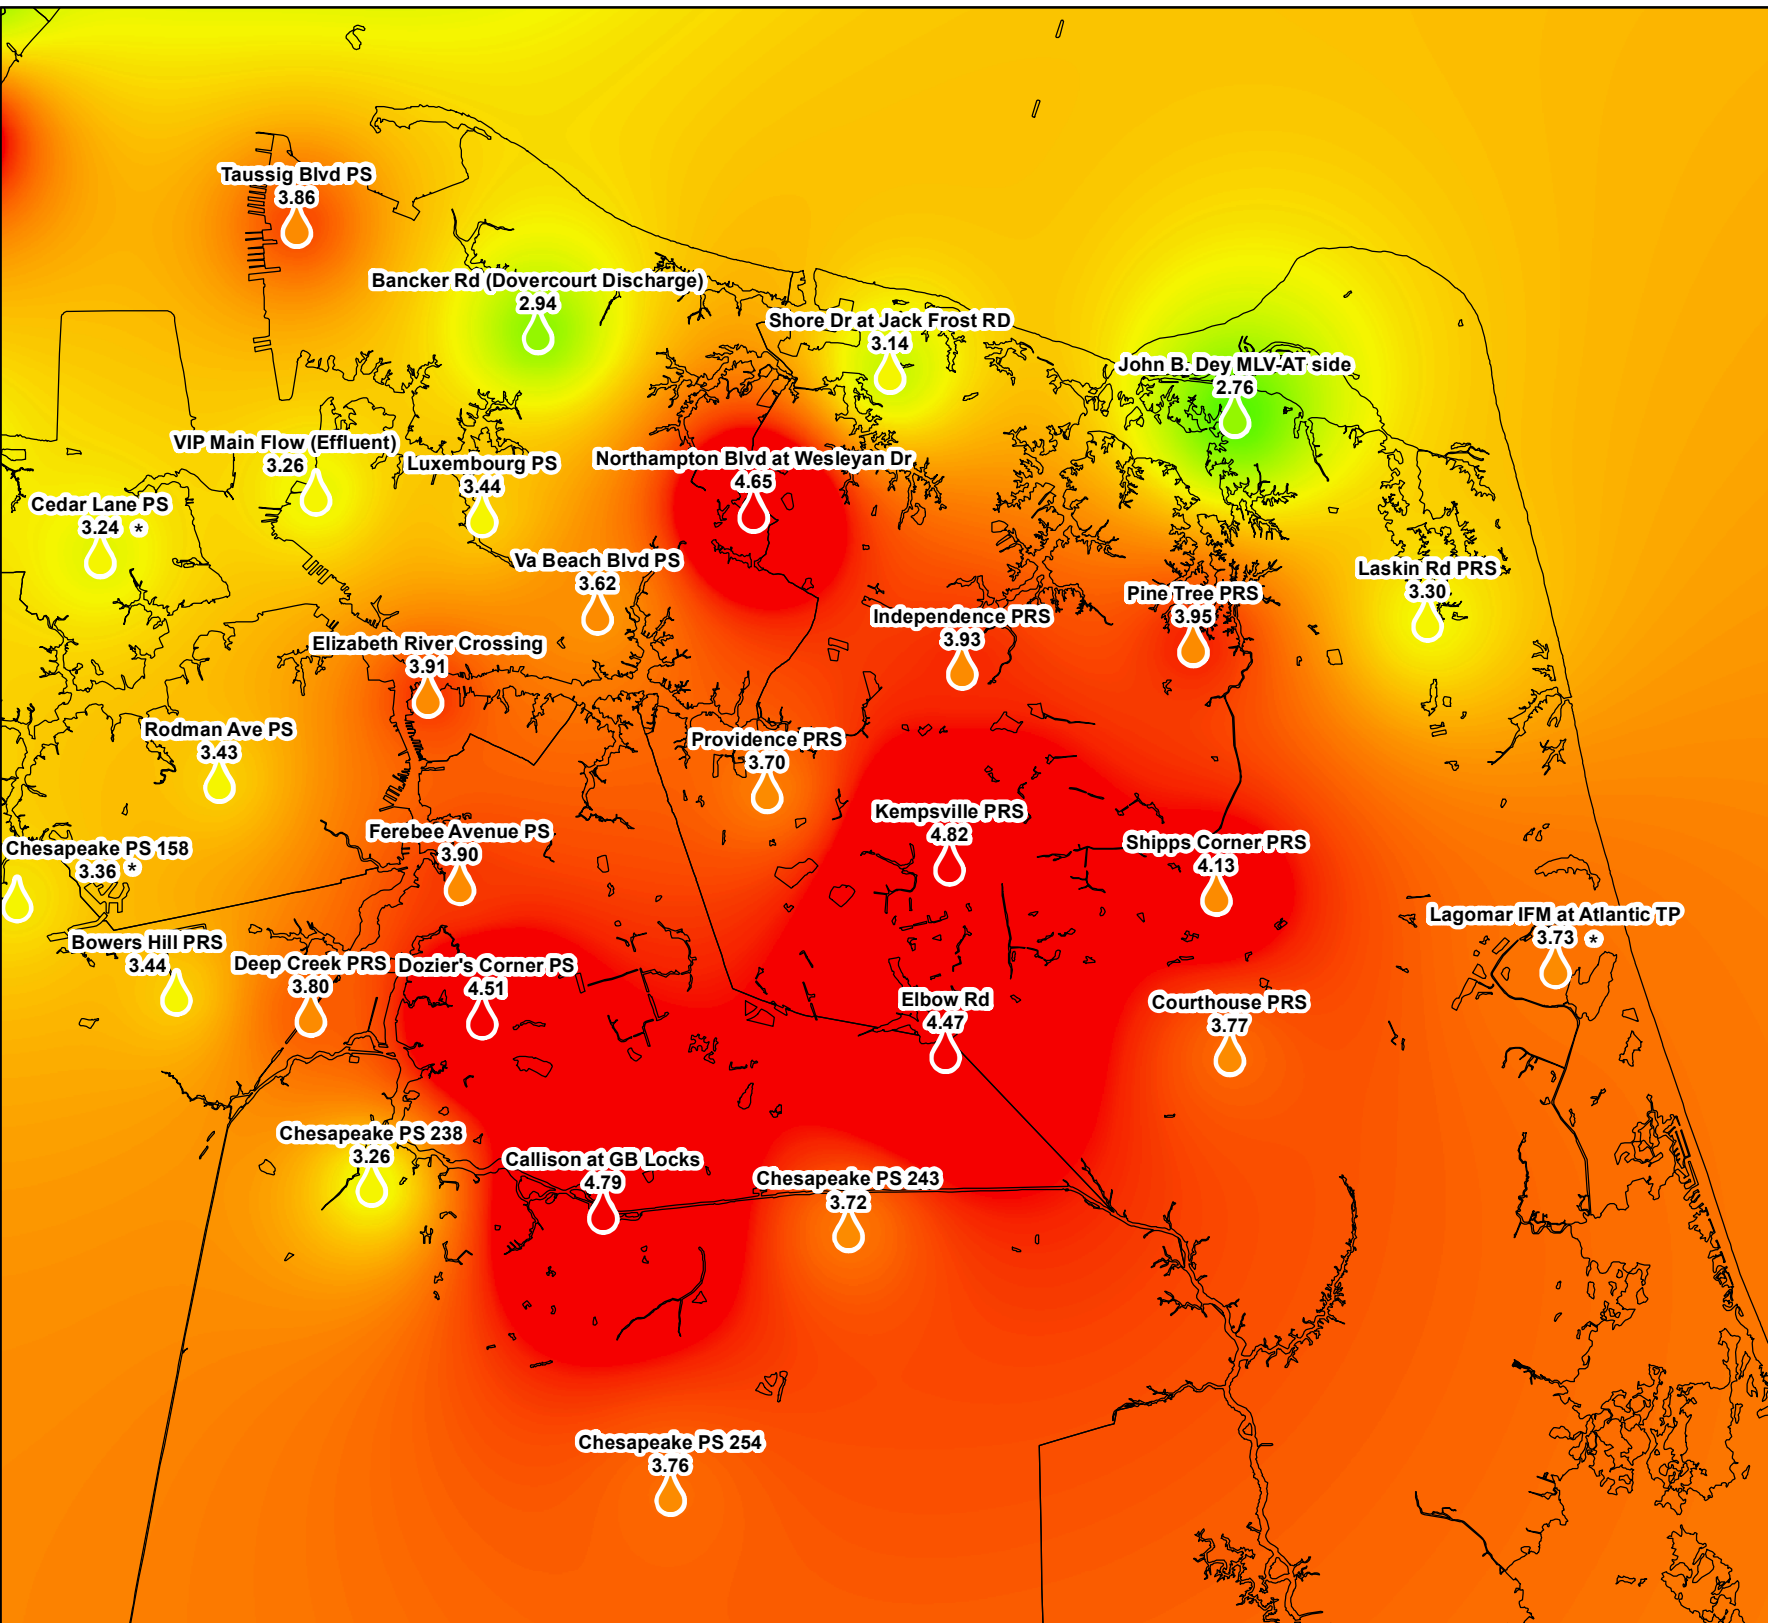 Taussig Blvd PS
3.86
Bancker Rd (Dovercourt Discharge)
2.94
Shore Dr at Jack Frost RD
3.14
John B. Dey MLV-AT side
2.76
VIP Main Flow (Effluent)
3.26
Luxembourg PS
3.44
Northampton Blvd at Wesleyan Dr
4.65
Cedar Lane PS
3.24 *
Va Beach Blvd PS
3.62
Laskin Rd PRS
3.30
Pine Tree PRS
3.95
Independence PRS
3.93
Elizabeth River Crossing
3.91
Rodman Ave PS
3.43
Providence PRS
3.70
Kempsville PRS
4.82
Ferebee Avenue PS
3.90
Shipps Corner PRS
4.13
Chesapeake PS 158
3.36 *
Lagomar IFM at Atlantic TP
3.73 *
Bowers Hill PRS
3.44
Deep Creek PRS
3.80
Dozier's Corner PS
4.51
Elbow Rd
4.47
Courthouse PRS
3.77
Chesapeake PS 238
3.26
Callison at GB Locks
4.79
Chesapeake PS 243
3.72
Chesapeake PS 254
3.76